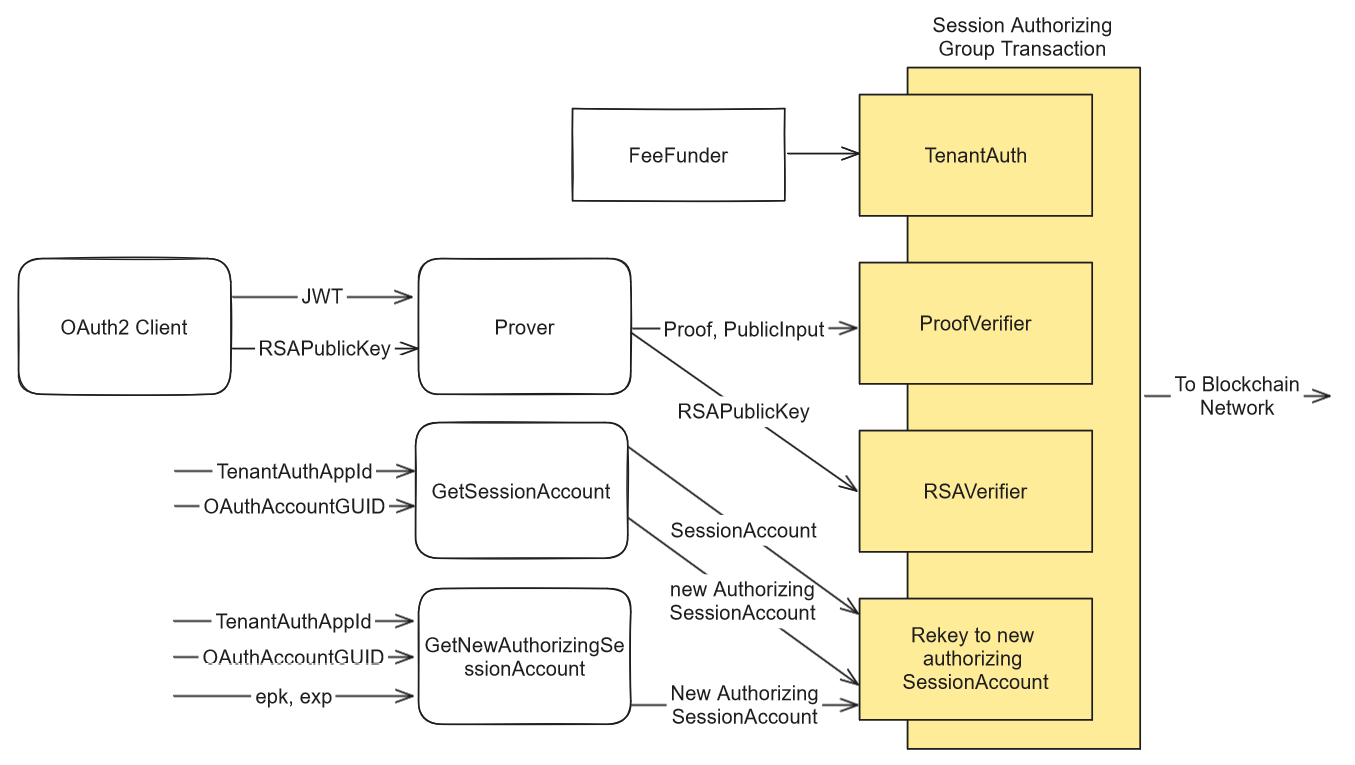 Session Authorizing
Group Transaction
FeeFunder
TenantAuth
OAuth2 Client
JWT
RSAPublicKey
Prover
Proof, PublicInput
RSAPublicKey
ProofVerifier
To Blockchain
Network
TenantAuthAppId
OAuthAccountGUID
GetSessionAccount
RSAVerifier
SessionAccount
new Authorizing
SessionAccount
TenantAuthAppId
OAuthAccountGUID
epk, exp
GetNewAuthorizingSe
ssionAccount
New Authorizing
SessionAccount
Rekey to new
authorizing
SessionAccount